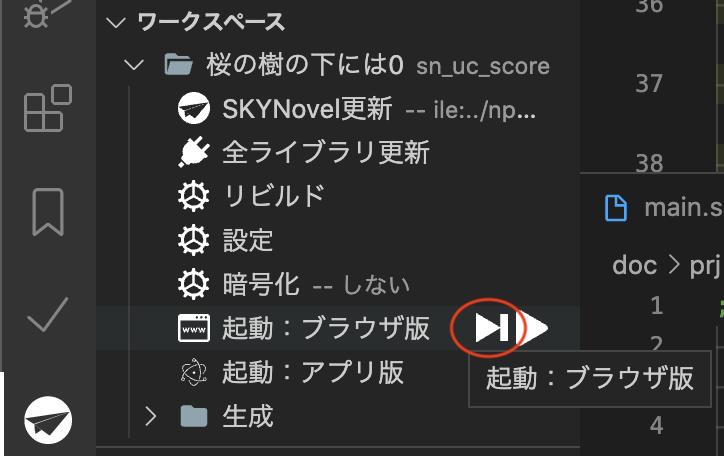 ワークスペース
桜の樹の下には0 sn_uc_score
SKYNovel更新 -- ile:../np...
全ライブラリ更新
リビルド
設定
暗号化 -- しない
www 起動：ブラウザ版
起動：アプリ版
生成
36
37
38
main.s
doc > prj
1
2
起動：ブラウザ版
4